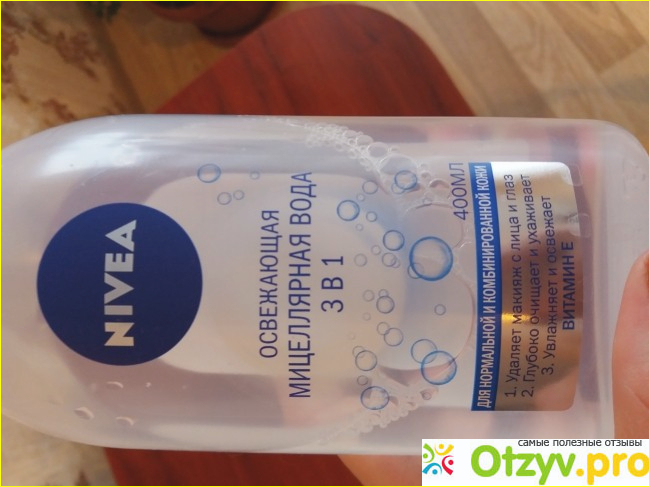 NIVEA
ОСВЕЖАЮЩАЯ
МИЦЕЛЛЯРНАЯ ВОДА
3 В 1
400МЛ
ДЛЯ НОРМАЛЬНОЙ И КОМБИНИРОВАННОЙ КОЖИ
1. Удаляет макияж с лица и глаз
2. Глубоко очищает и ухаживает
3. Увлажняет и освежает
ВИТАМИН Е
самые полезные отзывы
Otzyv.pro